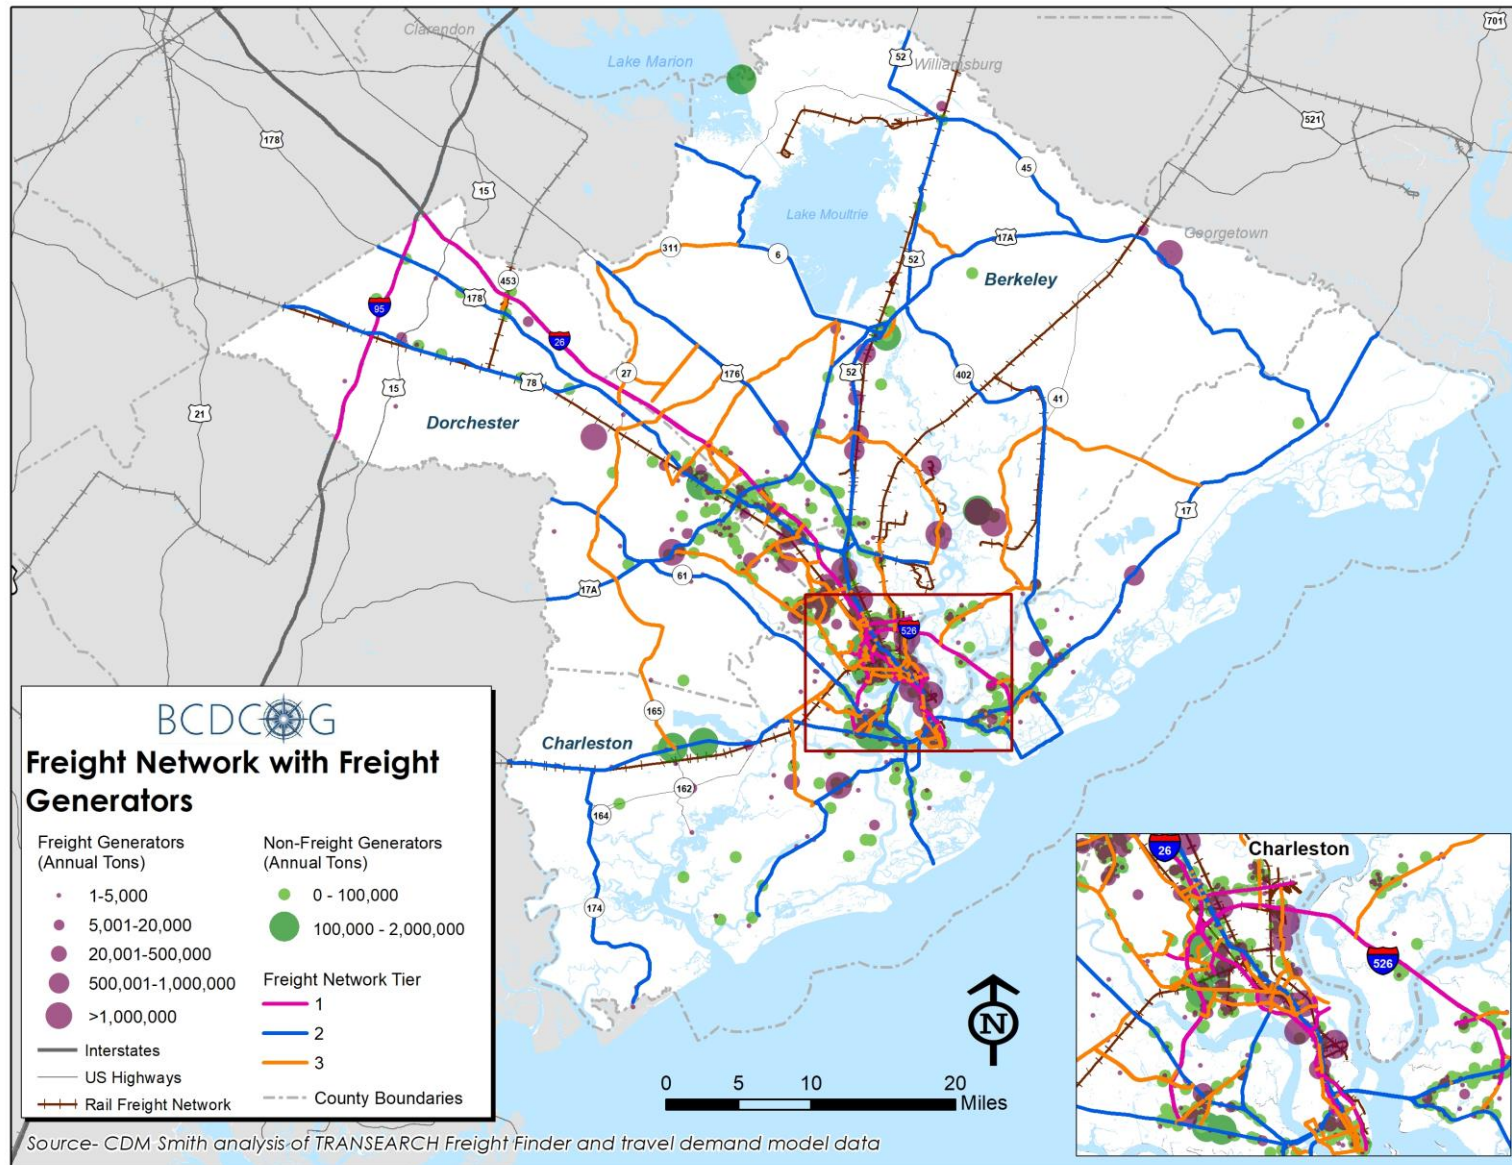 Clarendon
701
52
Williamsburg
Lake Marion
521
178
45
15
Lake Moultrie
17A
Georgetown
311
6
52
453
Berkeley
178
95
26
27
176
52
402
78
15
41
21
Dorchester
17
61
17A
526
165
Charleston
162
164
174
BCDCOG
Freight Network with Freight
Generators
Freight Generators
(Annual Tons)
1-5,000
5,001-20,000
20,001-500,000
500,001-1,000,000
>1,000,000
Interstates
US Highways
Rail Freight Network
Non-Freight Generators
(Annual Tons)
0 - 100,000
100,000 - 2,000,000
Freight Network Tier
1
2
3
County Boundaries
N
0 5 10 20
Miles
26
Charleston
526
Source- CDM Smith analysis of TRANSEARCH Freight Finder and travel demand model data